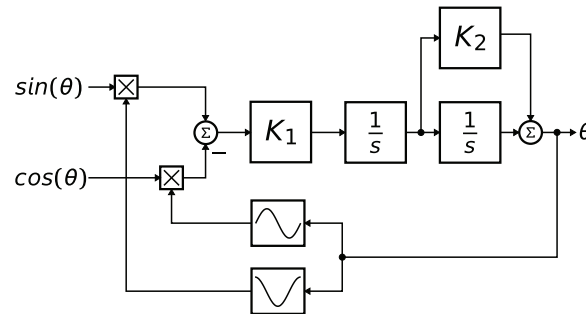 K₂
sin(θ)
Σ
K₁
1/s
1/s
Σ
θ
cos(θ)
−